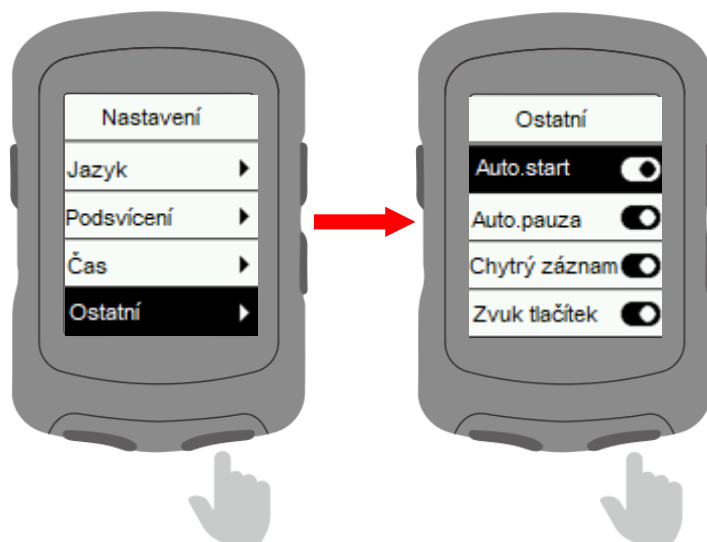 Nastavení
Jazyk
Podsvícení
Čas
Ostatní
Ostatní
Auto.start
Auto.pauza
Chytrý záznam
Zvuk tlačítek